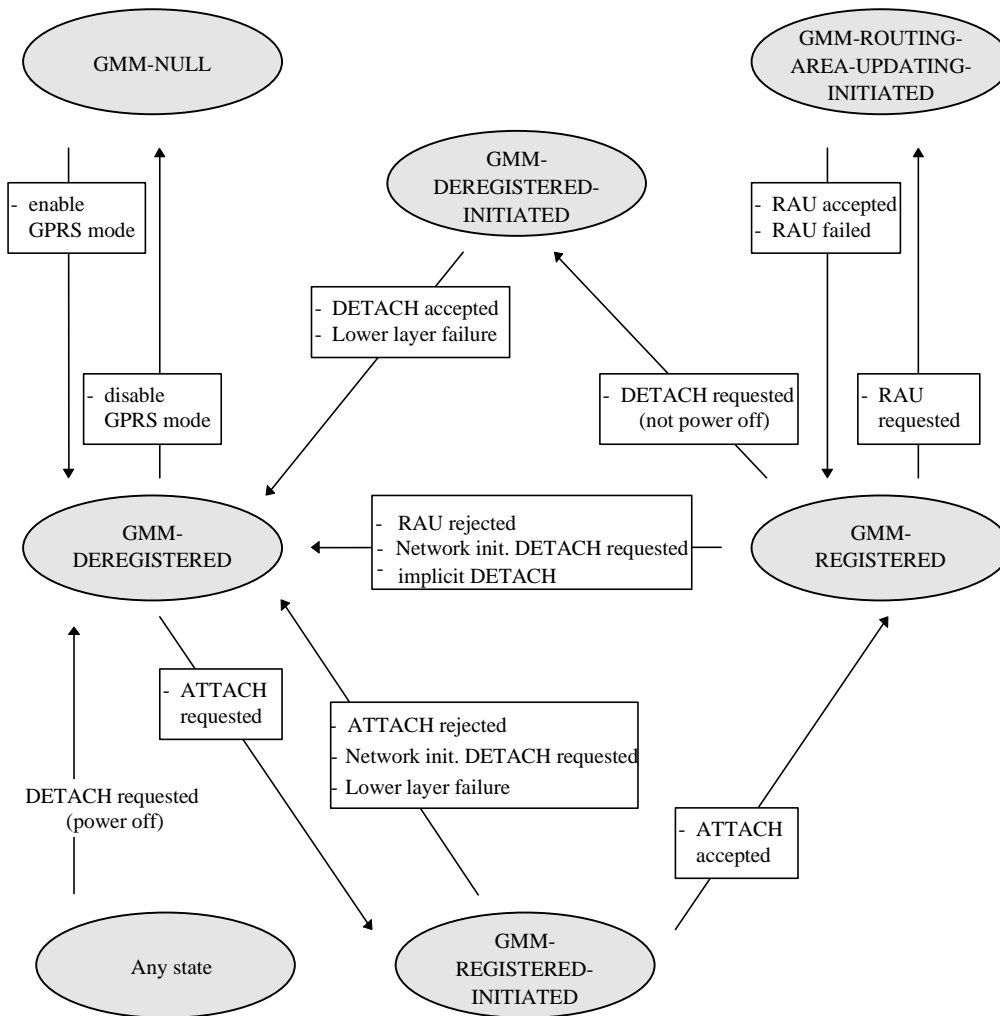 GMM-NULL
GMM-ROUTING-
AREA-UPDATING-
INITIATED
GMM-
DEREGISTERED-
INITIATED
- enable
GPRS mode
- RAU accepted
- RAU failed
- DETACH accepted
- Lower layer failure
- disable
GPRS mode
- DETACH requested
(not power off)
- RAU
requested
GMM-
DEREGISTERED
- RAU rejected
- Network init. DETACH requested
- implicit DETACH
GMM-
REGISTERED
- ATTACH
requested
- ATTACH rejected
- Network init. DETACH requested
- Lower layer failure
DETACH requested
(power off)
- ATTACH
accepted
Any state
GMM-
REGISTERED-
INITIATED